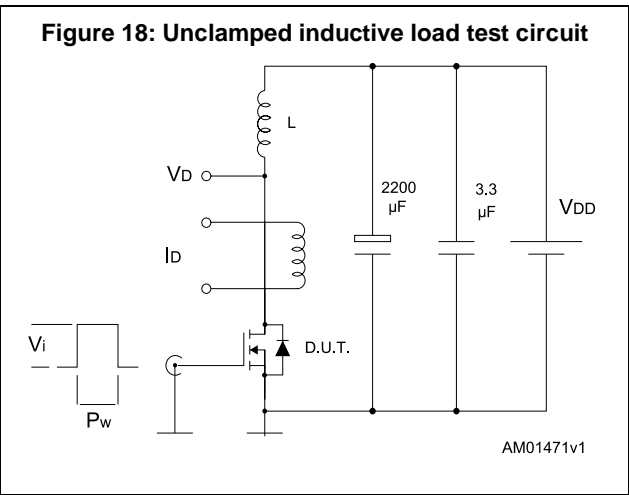 Figure 18: Unclamped inductive load test circuit
L
VD
2200
µF
3.3
µF
VDD
ID
Vi
D.U.T.
Pw
AM01471v1